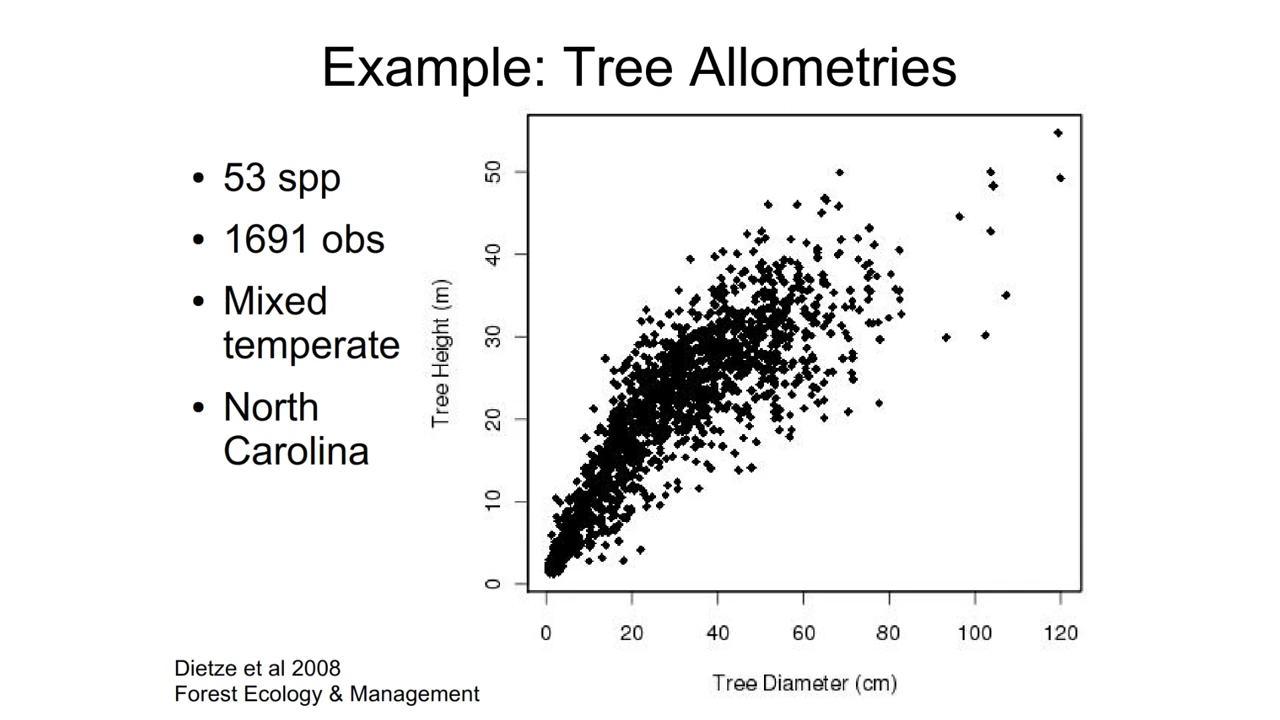 Example: Tree Allometries
• 53 spp
• 1691 obs
• Mixed
temperate
• North
Carolina
Tree Height (m)
50
40
30
20
10
0
0 20 40 60 80 100 120
Tree Diameter (cm)
Dietze et al 2008
Forest Ecology & Management